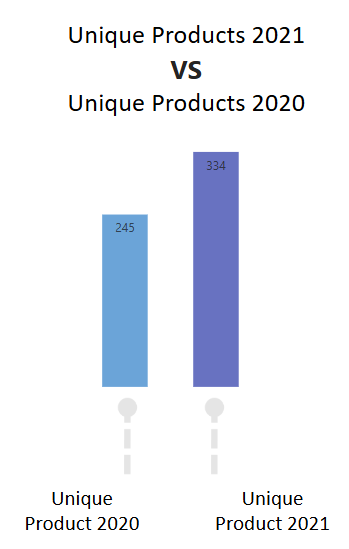 Unique Products 2021
VS
Unique Products 2020
334
245
Unique
Product 2020
Unique
Product 2021